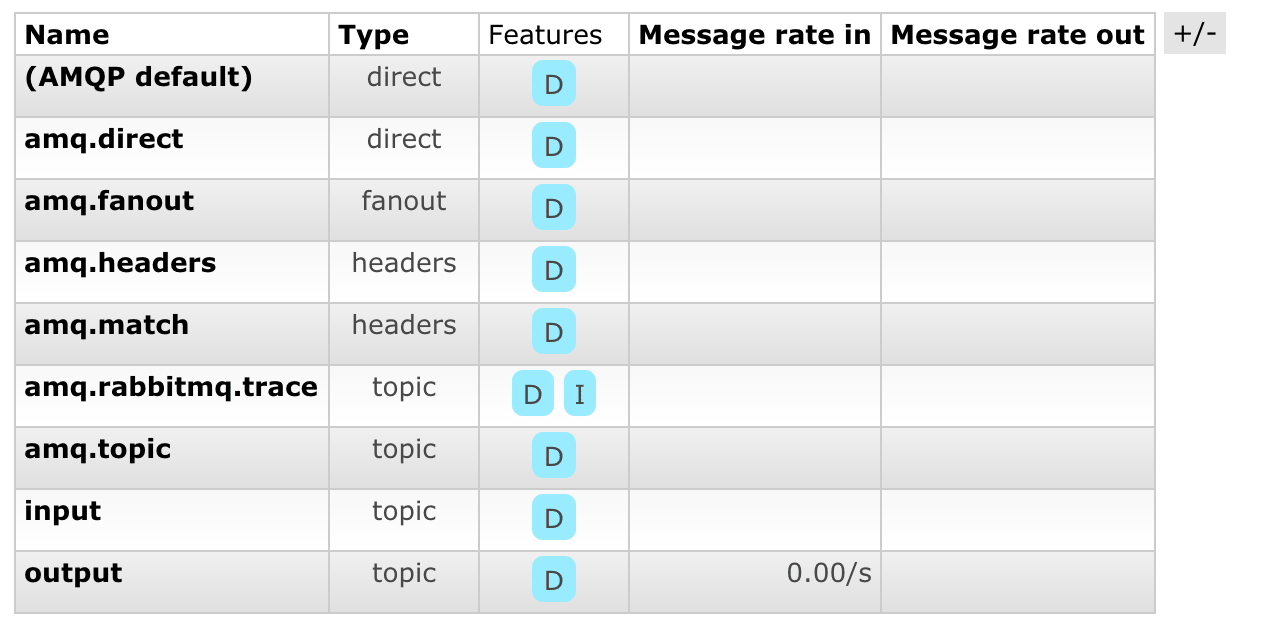 Name Type Features Message rate in Message rate out +/-
(AMQP default) direct D
amq.direct direct D
amq.fanout fanout D
amq.headers headers D
amq.match headers D
amq.rabbitmq.trace topic D I
amq.topic topic D
input topic D
output topic D 0.00/s